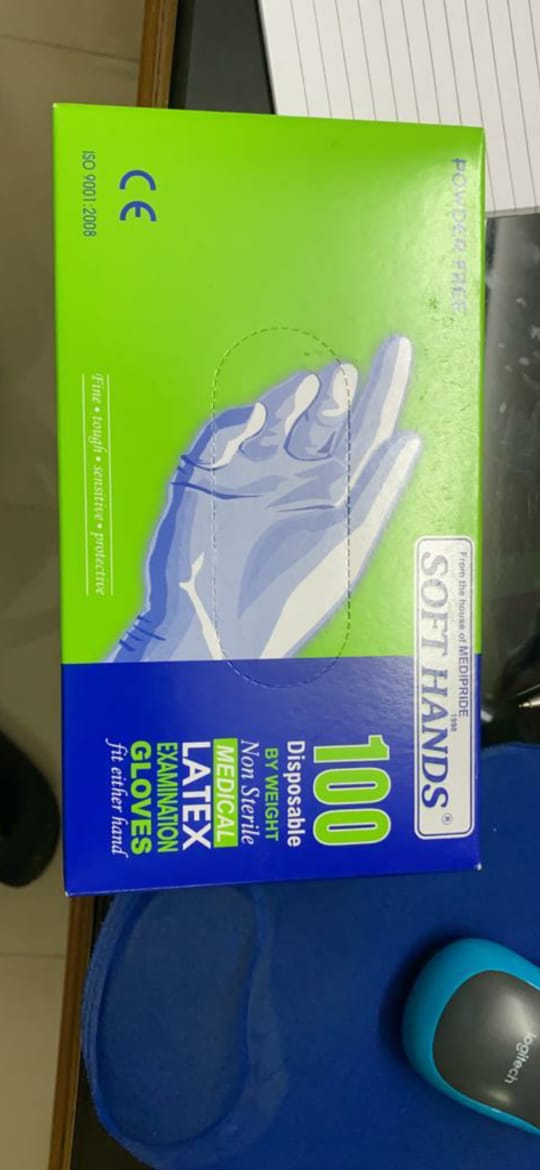 POWDER FREE
From the house of MEDIPRIDE
1998
SOFT HANDS®
CE
ISO 9001:2008
Fine • tough • sensitive • protective
100
Disposable
BY WEIGHT
Non Sterile
MEDICAL
LATEX
EXAMINATION
GLOVES
fit either hand
logitech